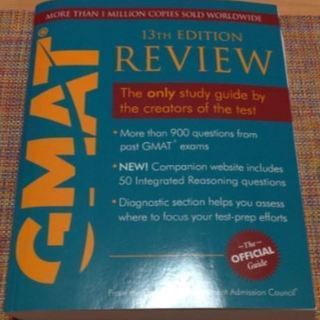 MORE THAN 1 MILLION COPIES SOLD WORLDWIDE
GMAT®
13TH EDITION
REVIEW
The only study guide by
the creators of the test
• More than 900 questions from
past GMAT® exams
• NEW! Companion website includes
50 Integrated Reasoning questions
• Diagnostic section helps you assess
where to focus your test-prep efforts
The
OFFICIAL
Guide
From the
Admission Council®